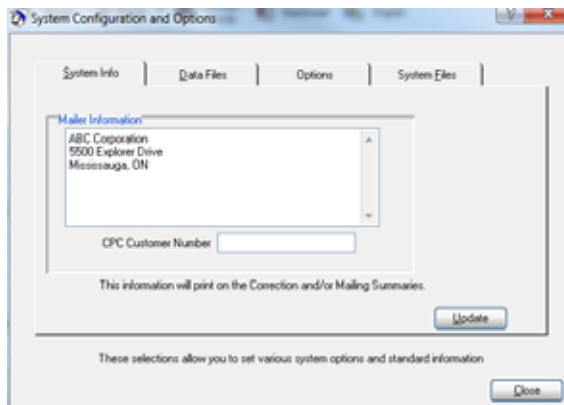 System Configuration and Options
System Info
Data Files
Options
System Files
Mailer Information
ABC Corporation
5500 Explorer Drive
Mississauga, ON
CPC Customer Number
This information will print on the Correction and/or Mailing Summaries.
Update
These selections allow you to set various system options and standard information
Close